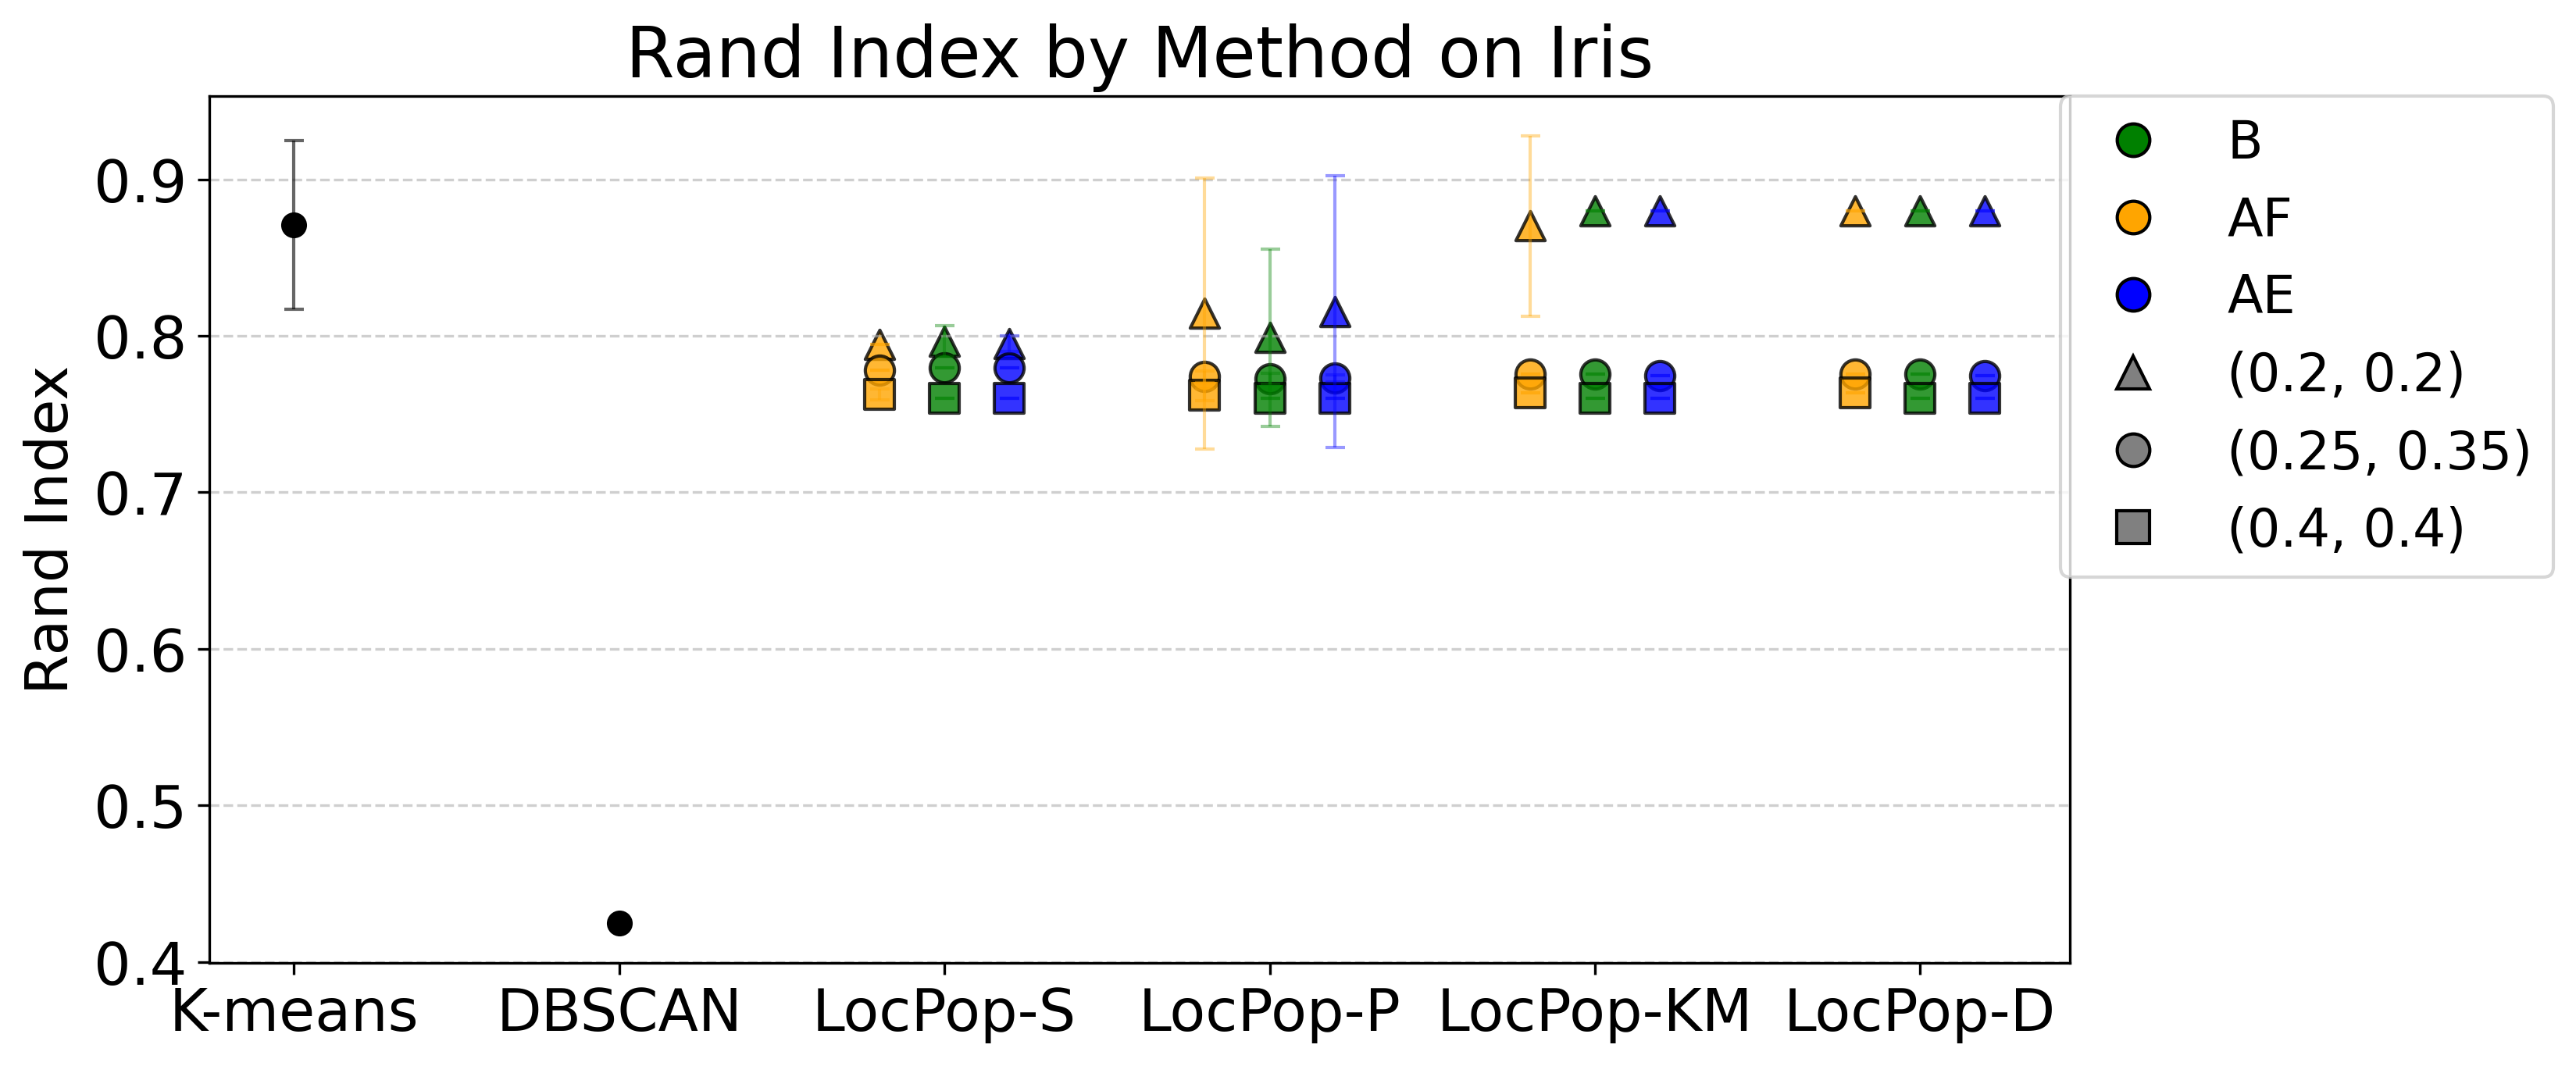 Rand Index by Method on Iris
Rand Index
0.9
0.8
0.7
0.6
0.5
0.4
K-means
DBSCAN
LocPop-S
LocPop-P
LocPop-KM
LocPop-D
B
AF
AE
(0.2, 0.2)
(0.25, 0.35)
(0.4, 0.4)